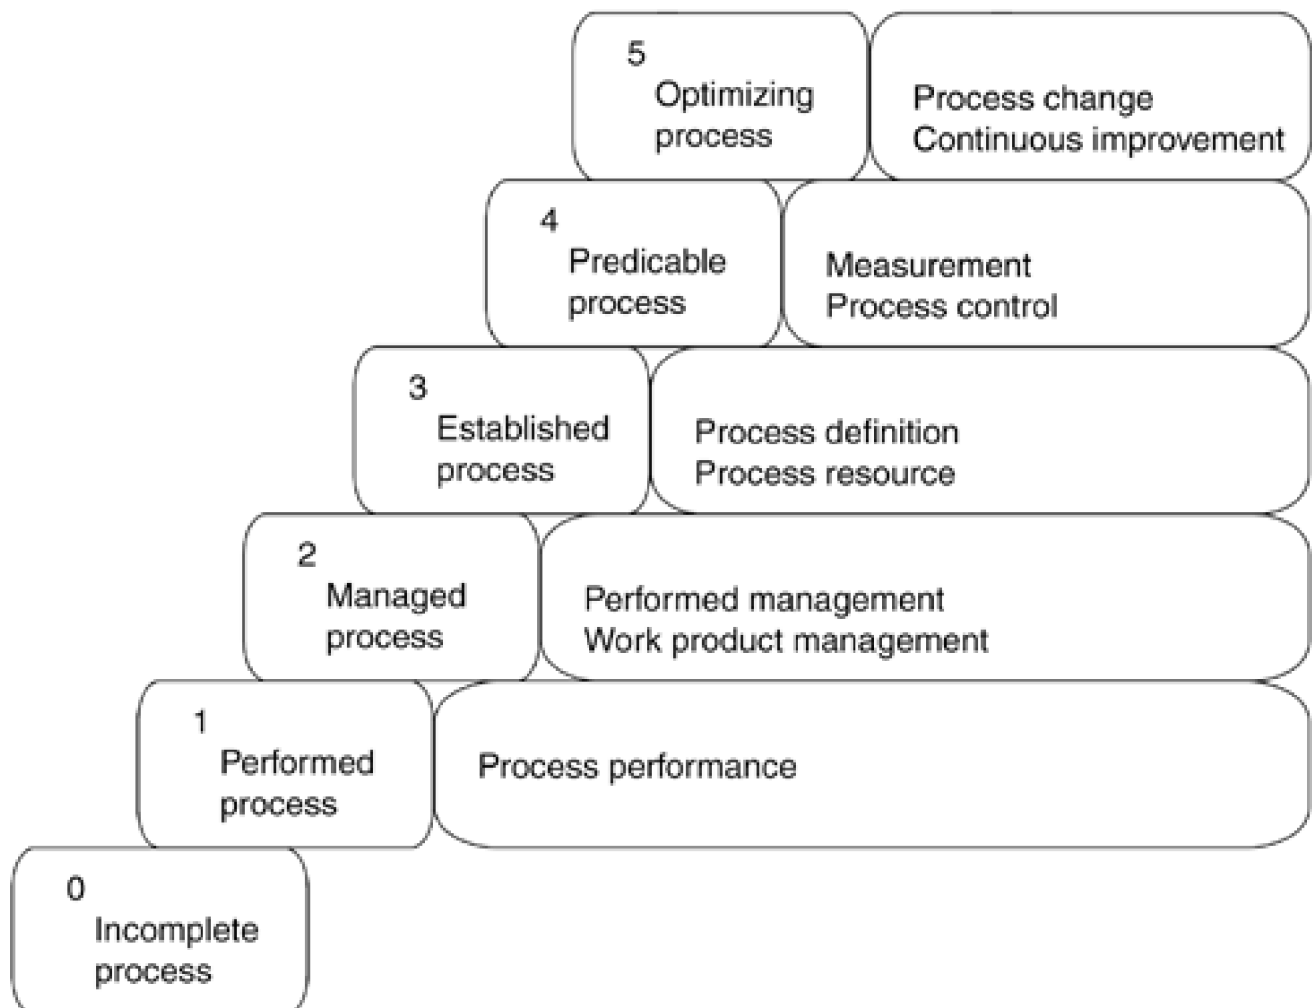 5
Optimizing
process
Process change
Continuous improvement
4
Predicable
process
Measurement
Process control
3
Established
process
Process definition
Process resource
2
Managed
process
Performed management
Work product management
1
Performed
process
Process performance
0
Incomplete
process